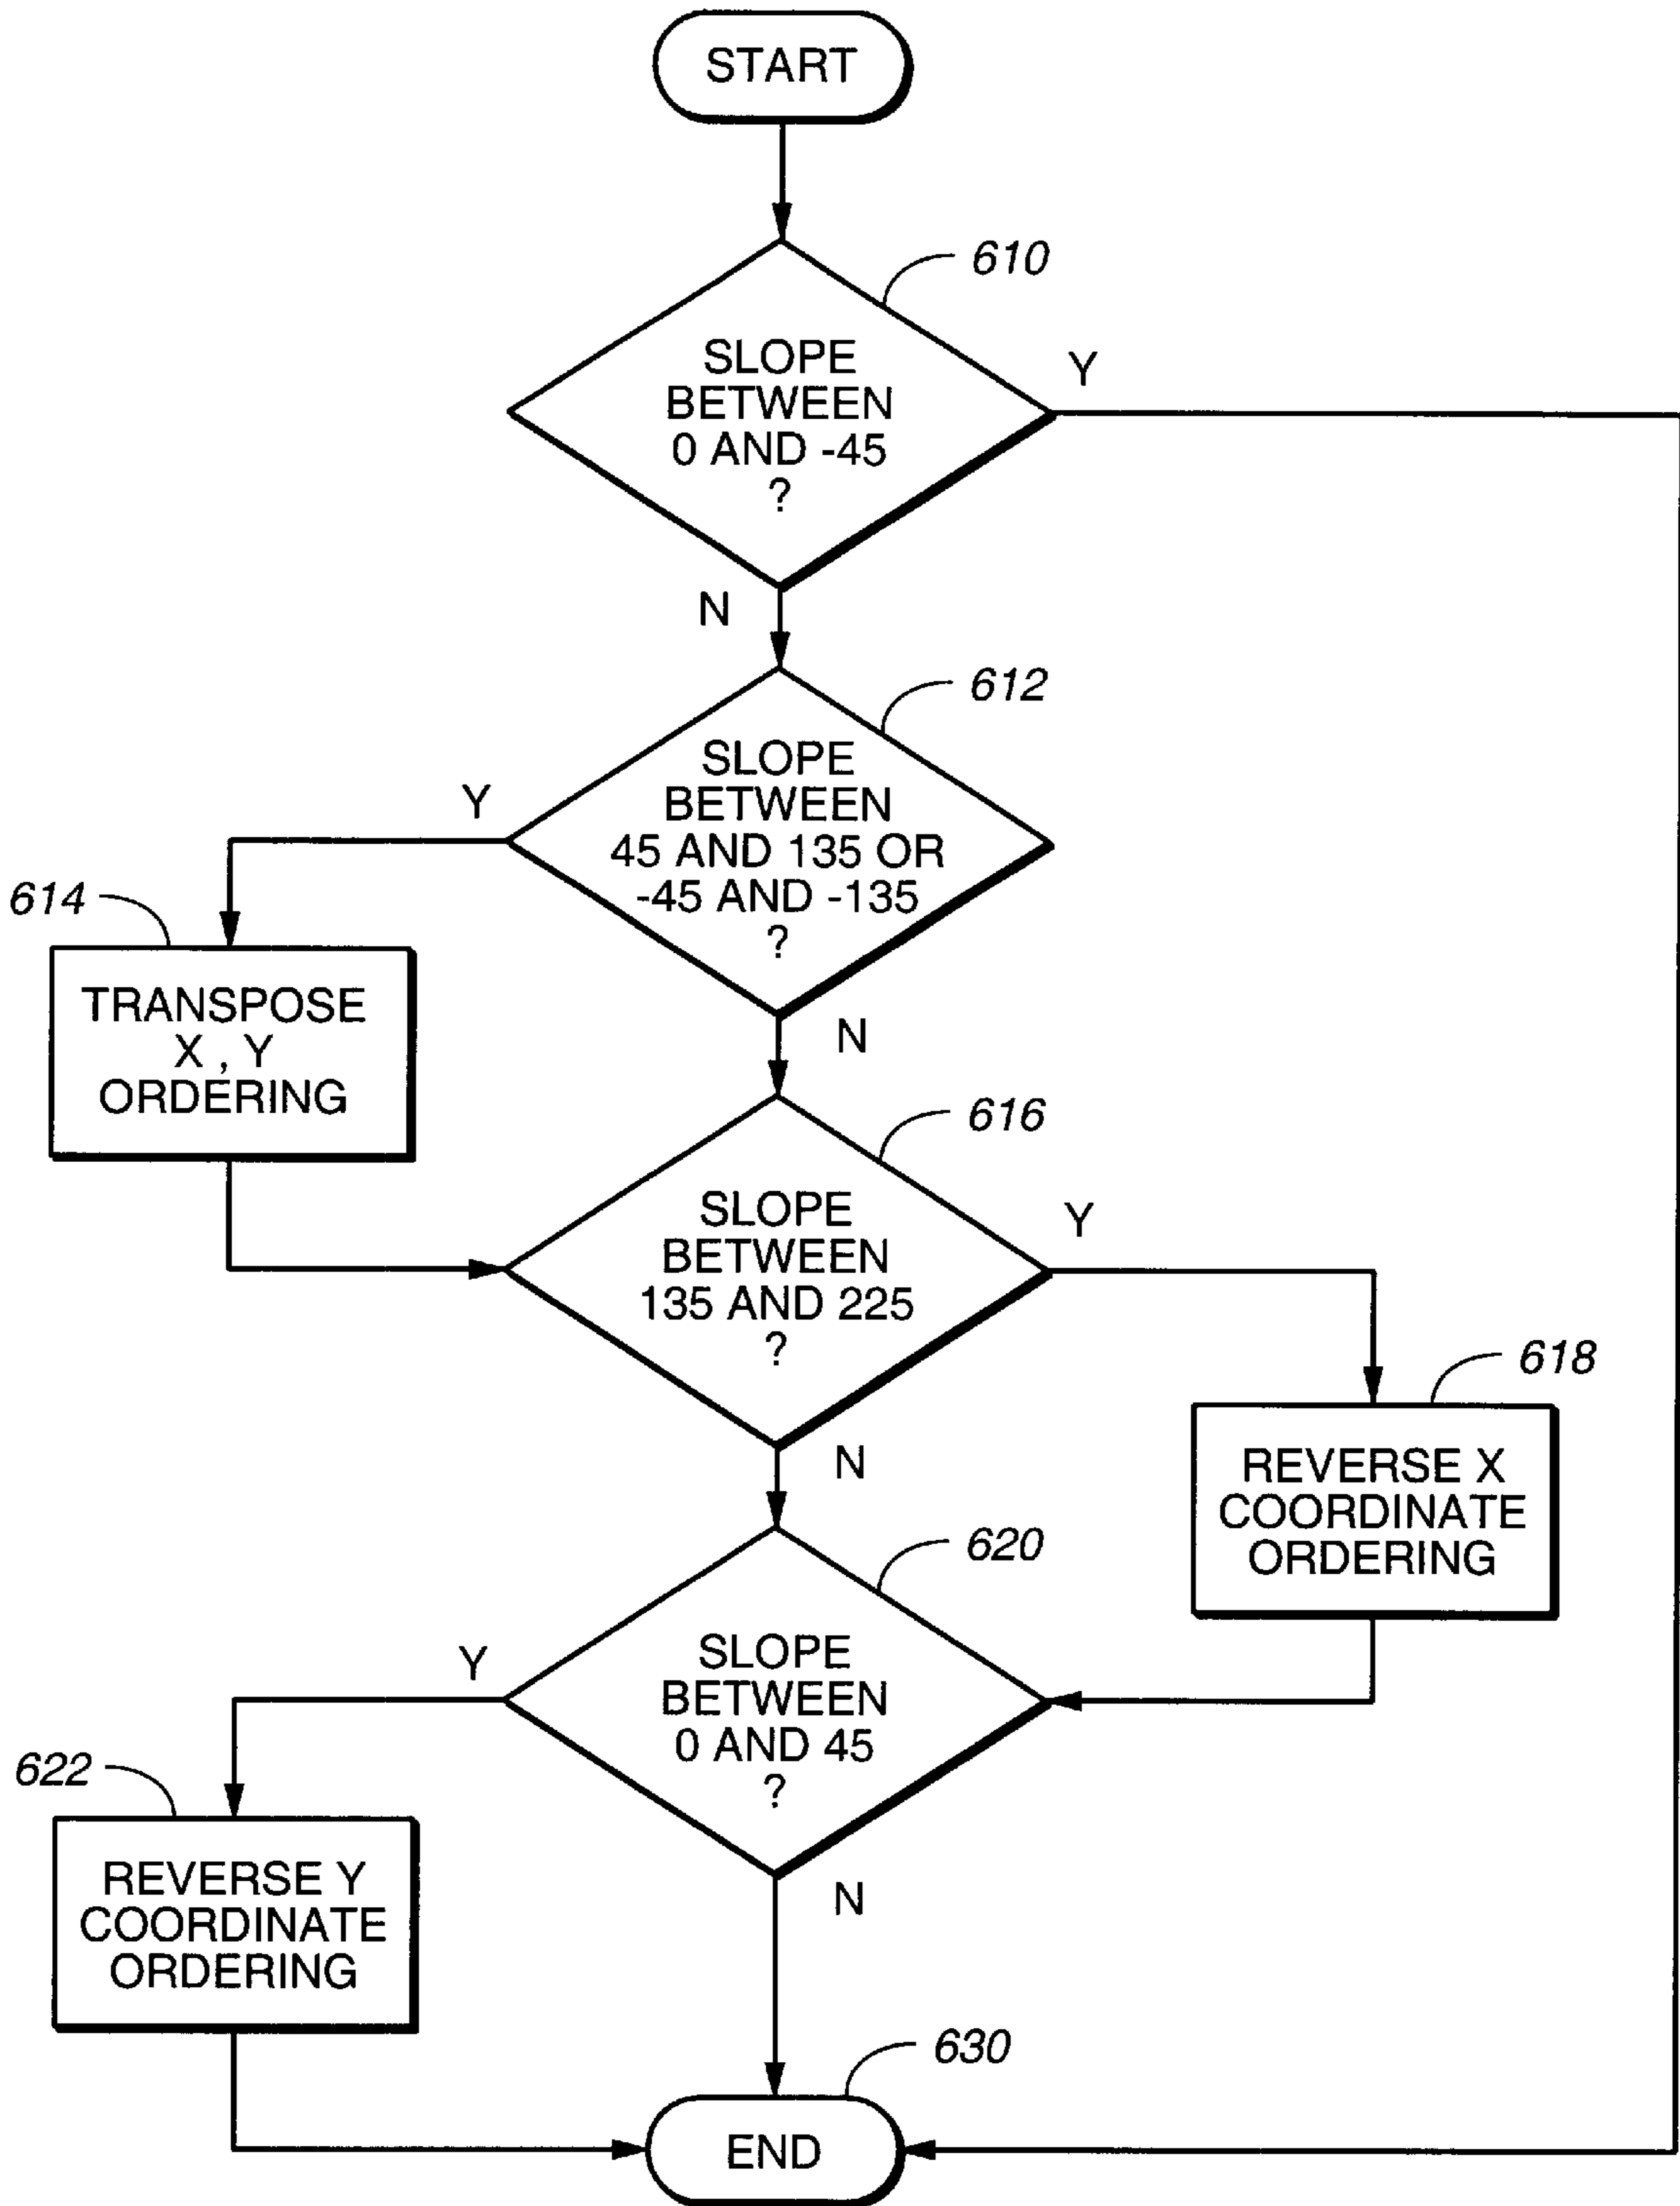 START
610
SLOPE
BETWEEN
0 AND -45
?
Y
N
612
SLOPE
BETWEEN
45 AND 135 OR
-45 AND -135
?
Y
N
614
TRANSPOSE
X , Y
ORDERING
616
SLOPE
BETWEEN
135 AND 225
?
Y
N
618
REVERSE X
COORDINATE
ORDERING
620
SLOPE
BETWEEN
0 AND 45
?
Y
N
622
REVERSE Y
COORDINATE
ORDERING
630
END